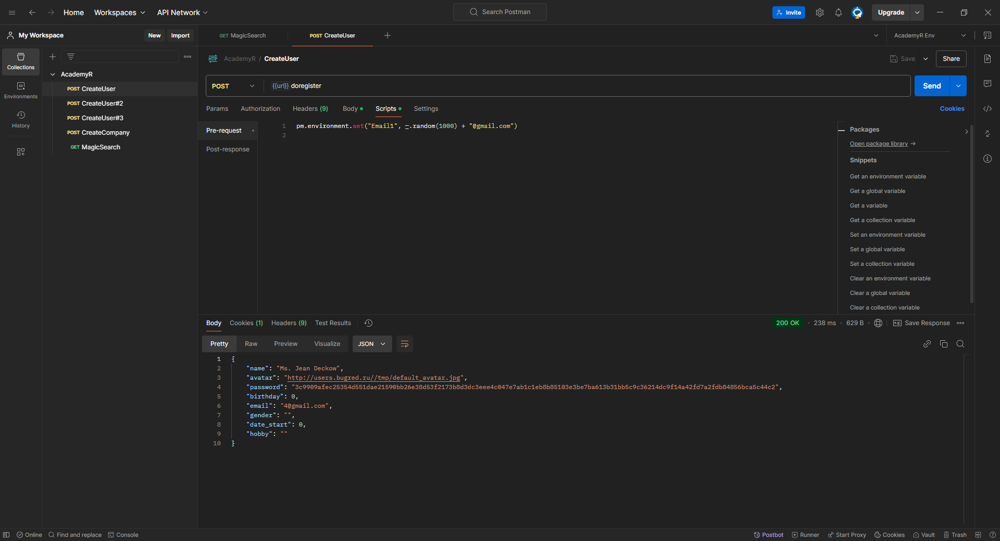 Home Workspaces API Network Search Postman Invite Upgrade
My Workspace New Import GET MagicSearch POST CreateUser AcademyR Env
Collections
Environments
History
AcademyR
POST CreateUser
POST CreateUser#2
POST CreateUser#3
POST CreateCompany
GET MagicSearch
HTTP AcademyR / CreateUser Save Share
POST {{url}} doregister Send
Params Authorization Headers (9) Body Scripts Settings Cookies
Pre-request
Post-response
1 pm.environment.set("Email1", _.random(1000) + "@gmail.com")
2
Packages
Open package library →
Snippets
Get an environment variable
Get a global variable
Get a variable
Get a collection variable
Set an environment variable
Set a global variable
Set a collection variable
Clear an environment variable
Clear a global variable
Clear a collection variable
Body Cookies (1) Headers (9) Test Results 200 OK • 238 ms • 629 B • e.g. Save Response
Pretty Raw Preview Visualize JSON
1 {
2 "name": "Ms. Jean Deckow",
3 "avatar": "http://users.bugred.ru//tmp/default_avatar.jpg",
4 "password": "3c9909afec25354d551dae21590bb26e38d53f2173b8d3dc3eee4c047e7ab1c1eb8b85103e3be7ba613b31bb5c9c36214dc9f14a42fd7a2fdb84856bca5c44c2",
5 "birthday": 0,
6 "email": "4@gmail.com",
7 "gender": "",
8 "date_start": 0,
9 "hobby": ""
10 }
Online Find and replace Console Postbot Runner Start Proxy Cookies Vault Trash